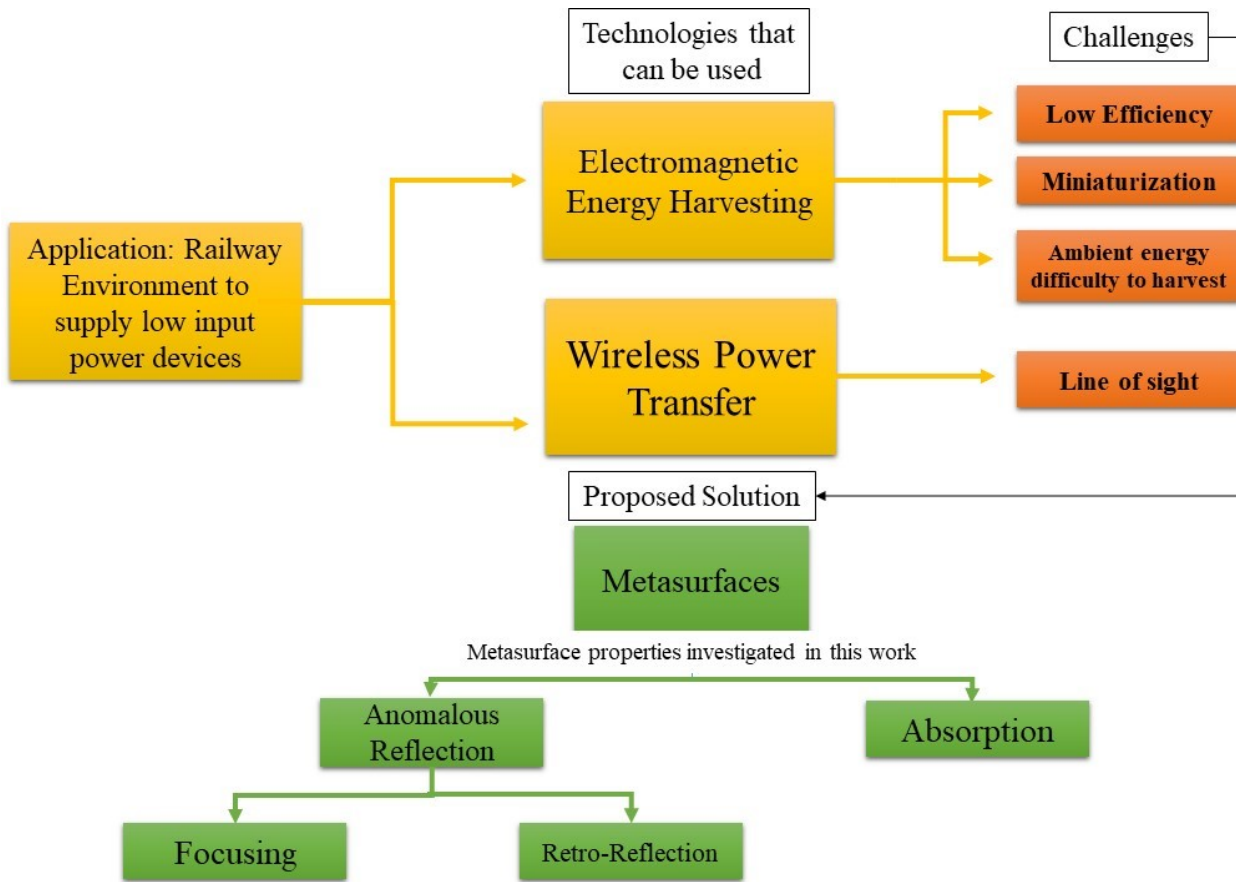 Technologies that
can be used
Challenges
Electromagnetic
Energy Harvesting
Low Efficiency
Miniaturization
Ambient energy
difficulty to harvest
Application: Railway
Environment to
supply low input
power devices
Wireless Power
Transfer
Line of sight
Proposed Solution
Metasurfaces
Metasurface properties investigated in this work
Anomalous
Reflection
Absorption
Focusing
Retro-Reflection